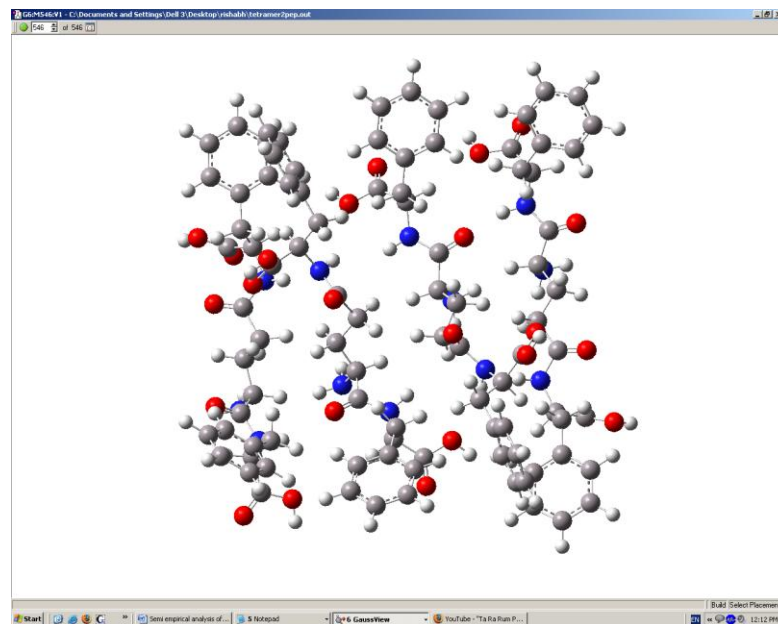 G6:M546:V1 - C:\Documents and Settings\Dell 3\Desktop\rishabh\tetramer2pep.out
546 of 546
Build Select Placement
Start
Semi empirical analysis of...
5 Notepad
6 GaussView
YouTube - "Ta Ra Rum P...
EN
12:12 PM